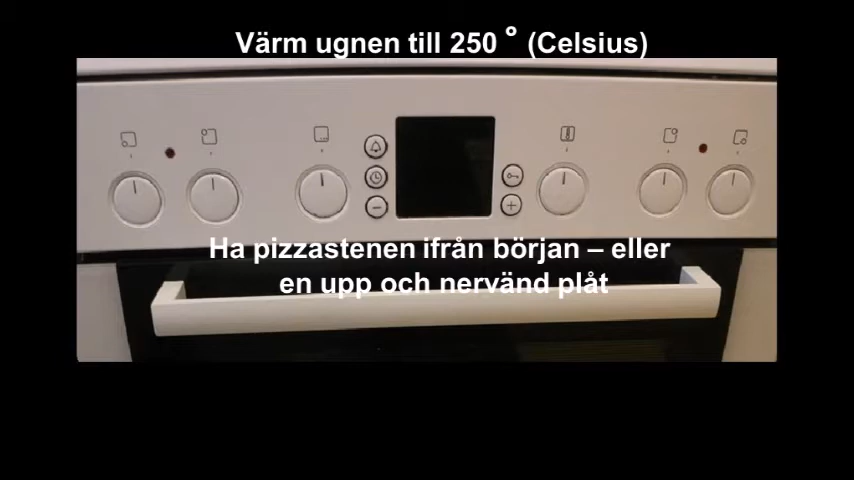 Värm ugnen till 250 ° (Celsius)
Ha pizzastenen ifrån början – eller
en upp och nervänd plåt